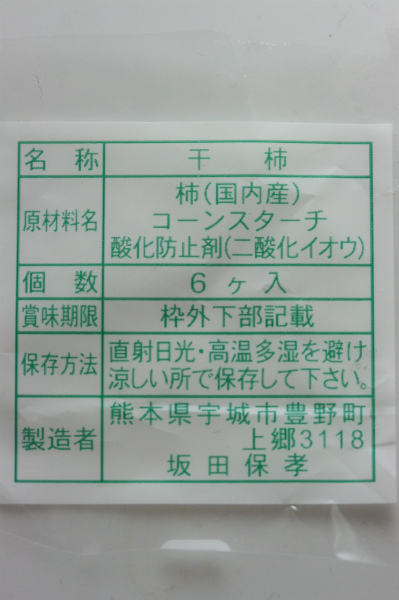 名称 干柿
原材料名 柿(国内産)
コーンスターチ
酸化防止剤(二酸化イオウ)
個数 6ヶ入
賞味期限 枠外下部記載
保存方法 直射日光・高温多湿を避け
涼しい所で保存して下さい。
製造者 熊本県宇城市豊野町
上郷3118
坂田保孝